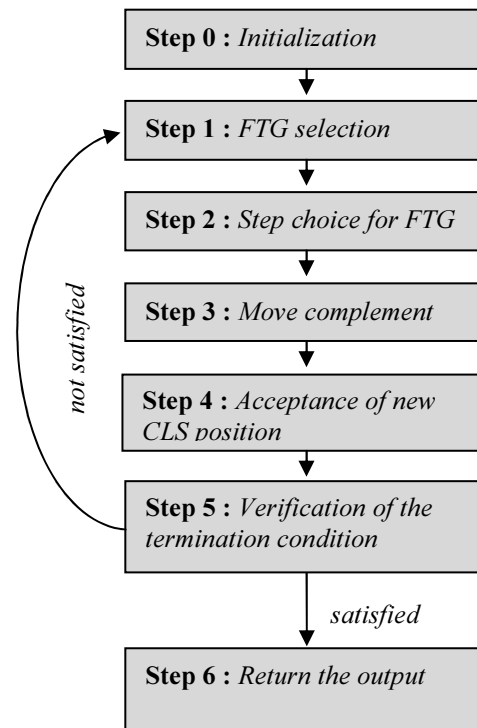 Step 0 : Initialization
Step 1 : FTG selection
Step 2 : Step choice for FTG
Step 3 : Move complement
Step 4 : Acceptance of new
CLS position
Step 5 : Verification of the
termination condition
not satisfied
satisfied
Step 6 : Return the output